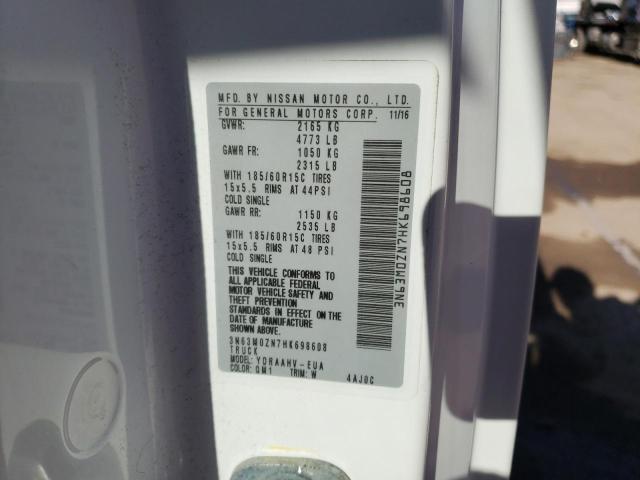 MFD. BY NISSAN MOTOR CO., LTD.
FOR GENERAL MOTORS CORP. 11/16
GVWR: 2165 KG
4773 LB
GAWR FR: 1050 KG
2315 LB
WITH 185/60R15C TIRES
15x5.5 RIMS AT 44PSI
COLD SINGLE
GAWR RR: 1150 KG
2535 LB
WITH 185/60R15C TIRES
15x5.5 RIMS AT 48 PSI
COLD SINGLE
THIS VEHICLE CONFORMS TO
ALL APPLICABLE FEDERAL
MOTOR VEHICLE SAFETY AND
THEFT PREVENTION
STANDARDS IN EFFECT ON THE
DATE OF MANUFACTURE
SHOWN ABOVE.
3N63M0ZN7HK698608
TRUCK
MODEL: YDRAAHV-EUA
COLOR: QM1 TRIM: W 4AJ0C
3N63M0ZN7HK698608